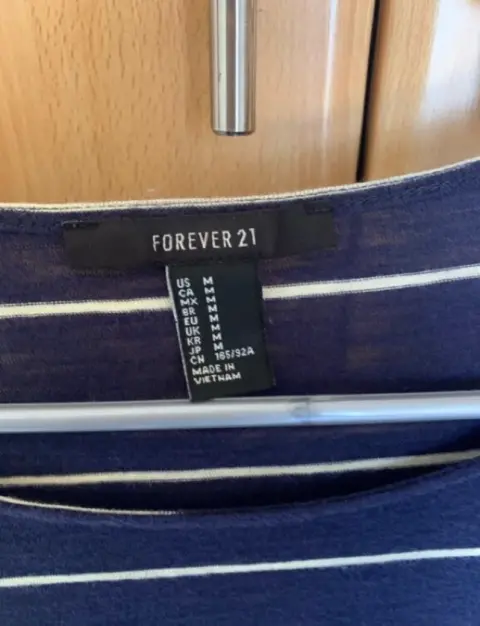 FOREVER 21
US M
CA M
MX M
BR M
EU M
UK M
KR M
JP M
CN 165/92A
MADE IN
VIETNAM